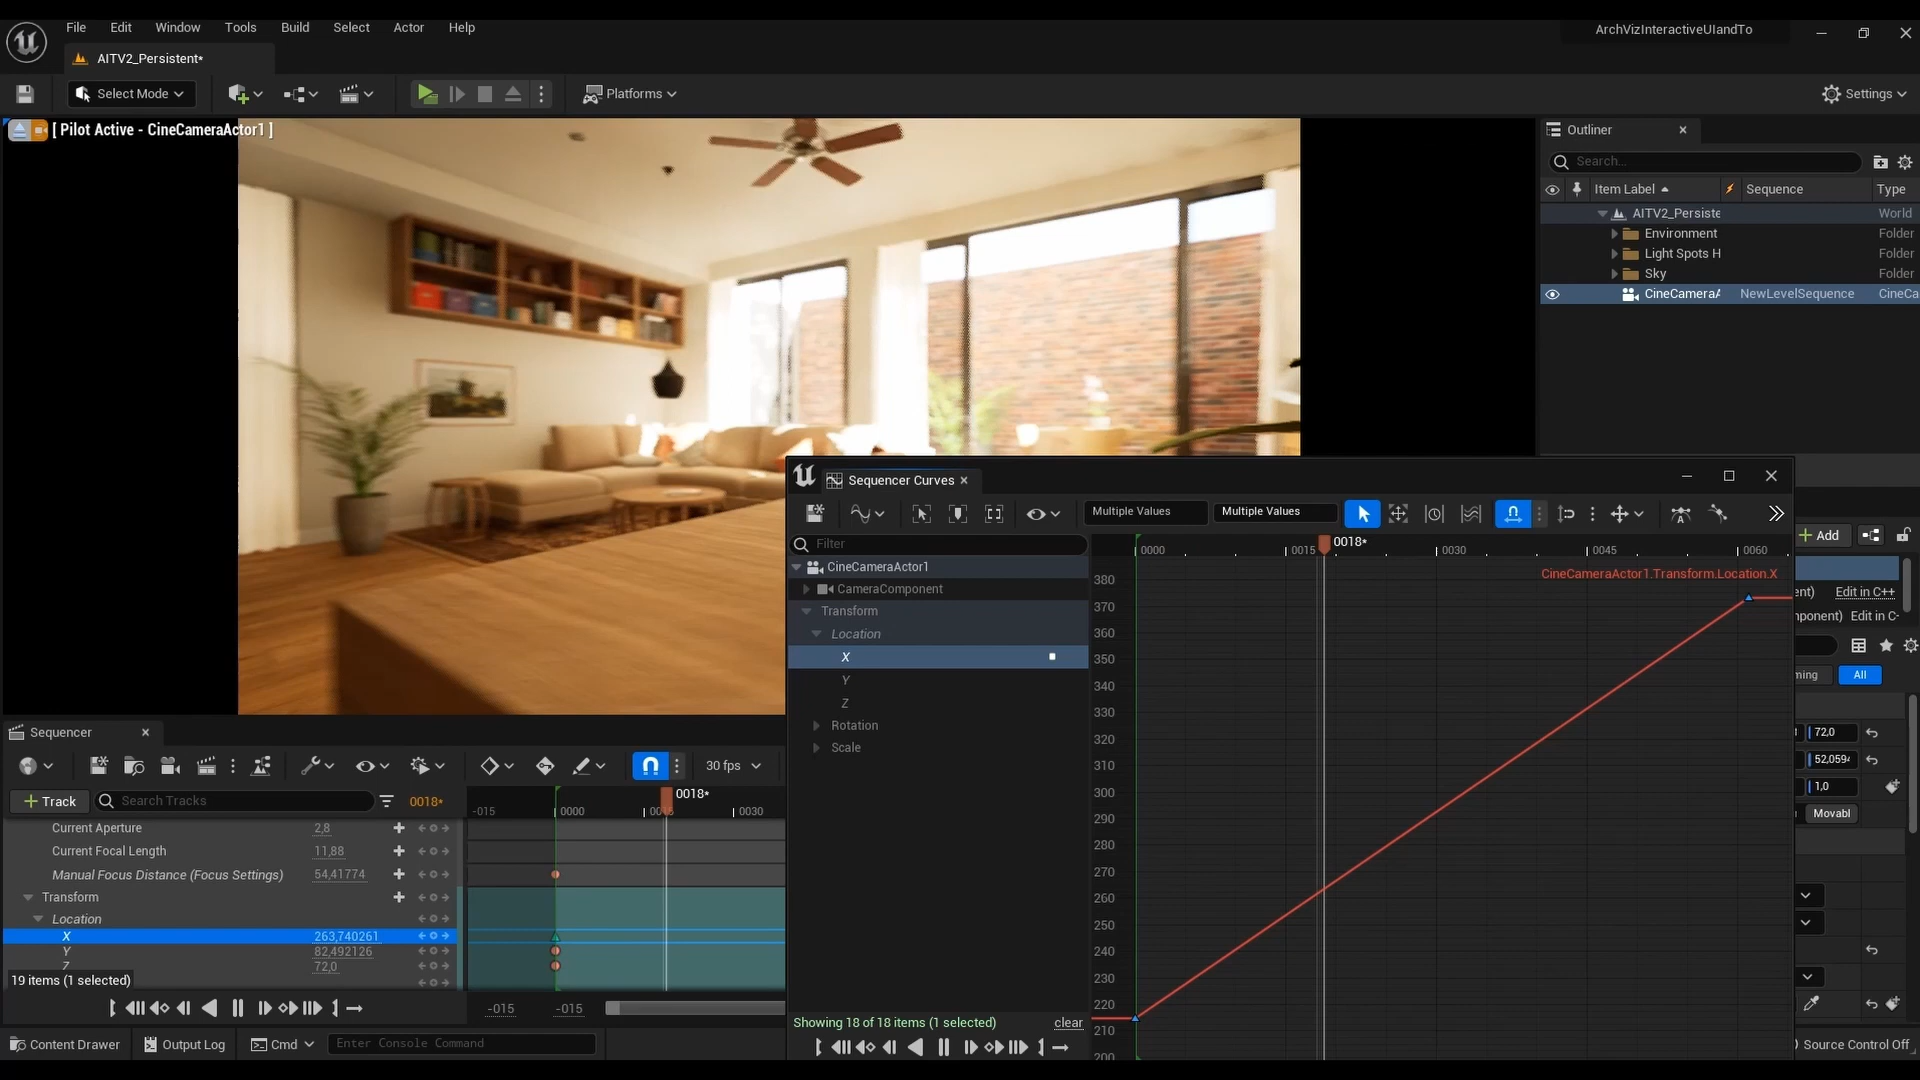 File Edit Window Tools Build Select Actor Help
ArchVizInteractiveUIandTo
AITV2_Persistent*
Select Mode
Platforms
Settings
[ Pilot Active - CineCameraActor1 ]
Outliner
Search...
Item Label Sequence Type
AITV2_Persiste World
Environment Folder
Light Spots H Folder
Sky Folder
CineCameraA NewLevelSequence CineCa
Sequencer Curves
Multiple Values Multiple Values
Filter
CineCameraActor1
CameraComponent
Transform
Location
X
Y
Z
Rotation
Scale
Showing 18 of 18 items (1 selected) clear
0000 0015 0018* 0030 0045 0060
CineCameraActor1.Transform.Location.X
380
370
360
350
340
330
320
310
300
290
280
270
260
250
240
230
220
210
200
Add
ent) Edit in C++
nponent) Edit in C-
ming All
72,0
52,059
1,0
Movabl
Sequencer
30 fps
Track Search Tracks 0018*
-015 0000 0015 0018* 0030
Current Aperture 2,8
Current Focal Length 11,88
Manual Focus Distance (Focus Settings) 54,41774
Transform
Location
X 263,740261
Y 82,492126
Z 72,0
19 items (1 selected)
-015 -015
Content Drawer Output Log Cmd Enter Console Command
Source Control Off